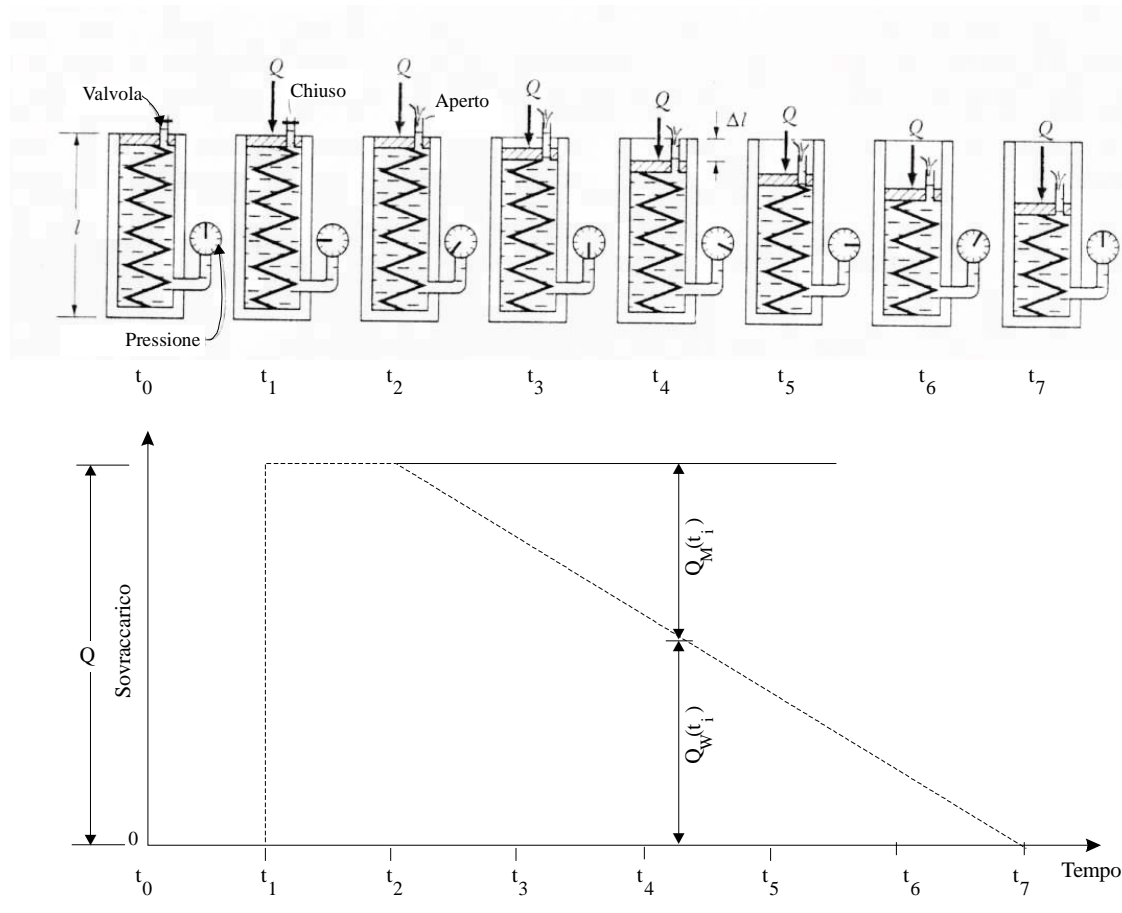 Valvola
Q
Chiuso
Q
Aperto
Q
Q
Δl
Q
Q
Q
l
Pressione
t0 t1 t2 t3 t4 t5 t6 t7
Q
Sovraccarico
QM(ti)
QW(ti)
0
t0 t1 t2 t3 t4 t5 t6 t7 Tempo